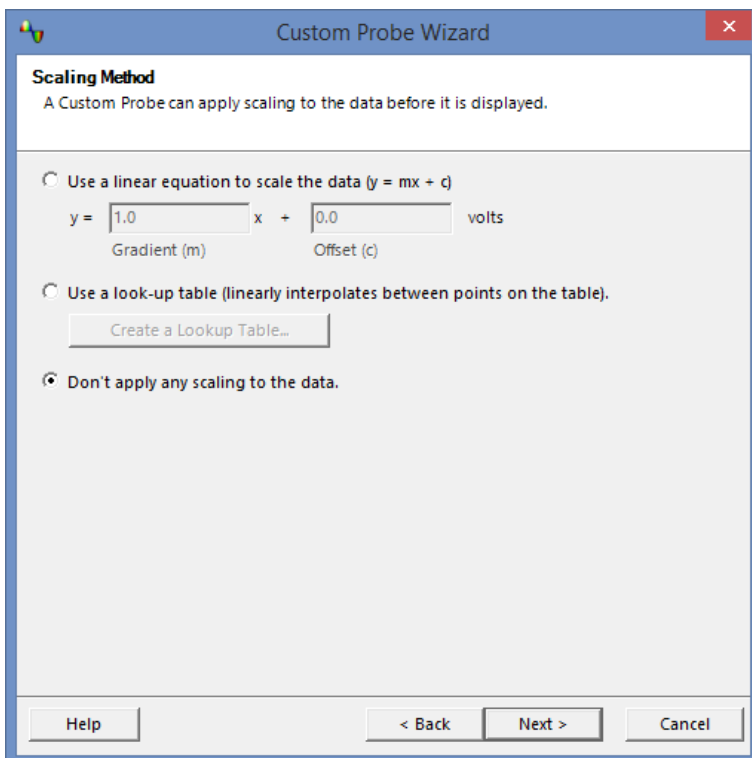 Custom Probe Wizard
Scaling Method
A Custom Probe can apply scaling to the data before it is displayed.
Use a linear equation to scale the data (y = mx + c)
y = 1.0 x + 0.0 volts
Gradient (m) Offset (c)
Use a look-up table (linearly interpolates between points on the table).
Create a Lookup Table...
Don't apply any scaling to the data.
Help < Back Next > Cancel